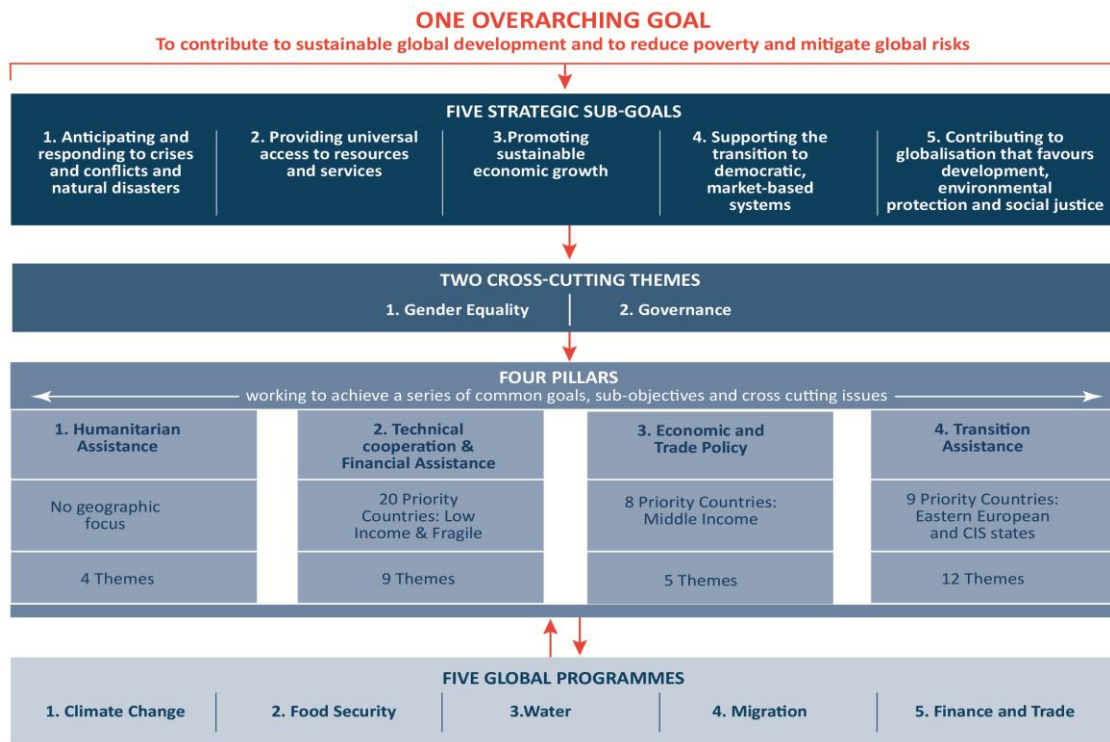 ONE OVERARCHING GOAL
To contribute to sustainable global development and to reduce poverty and mitigate global risks
FIVE STRATEGIC SUB-GOALS
1. Anticipating and
responding to crises
and conflicts and
natural disasters
2. Providing universal
access to resources
and services
3.Promoting
sustainable
economic growth
4. Supporting the
transition to
democratic,
market-based
systems
5. Contributing to
globalisation that favours
development,
environmental
protection and social justice
TWO CROSS-CUTTING THEMES
1. Gender Equality
2. Governance
FOUR PILLARS
working to achieve a series of common goals, sub-objectives and cross cutting issues
1. Humanitarian
Assistance
2. Technical
cooperation &
Financial Assistance
3. Economic and
Trade Policy
4. Transition
Assistance
No geographic
focus
20 Priority
Countries: Low
Income & Fragile
8 Priority Countries:
Middle Income
9 Priority Countries:
Eastern European
and CIS states
4 Themes
9 Themes
5 Themes
12 Themes
FIVE GLOBAL PROGRAMMES
1. Climate Change
2. Food Security
3.Water
4. Migration
5. Finance and Trade